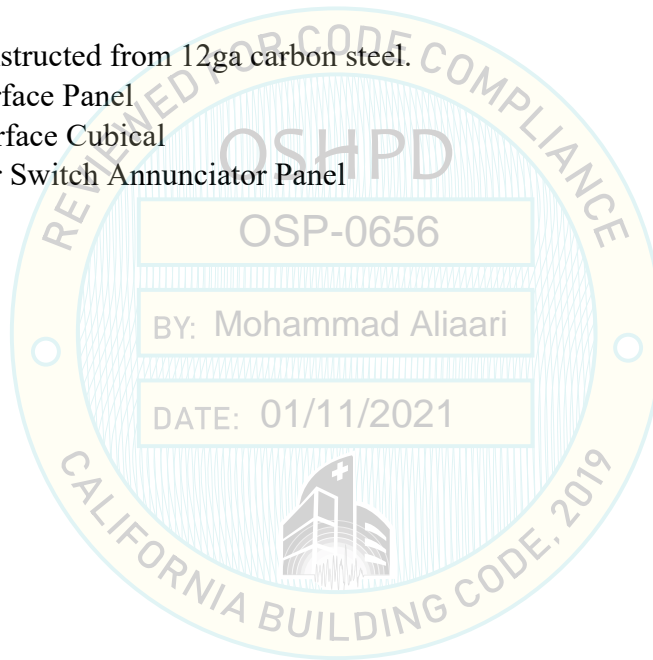 structed from 12ga carbon steel.
rface Panel
rface Cubical
r Switch Annunciator Panel
REVIEWED FOR CODE COMPLIANCE
OSHPD
OSP-0656
BY: Mohammad Aliaari
DATE: 01/11/2021
CALIFORNIA BUILDING CODE, 2019